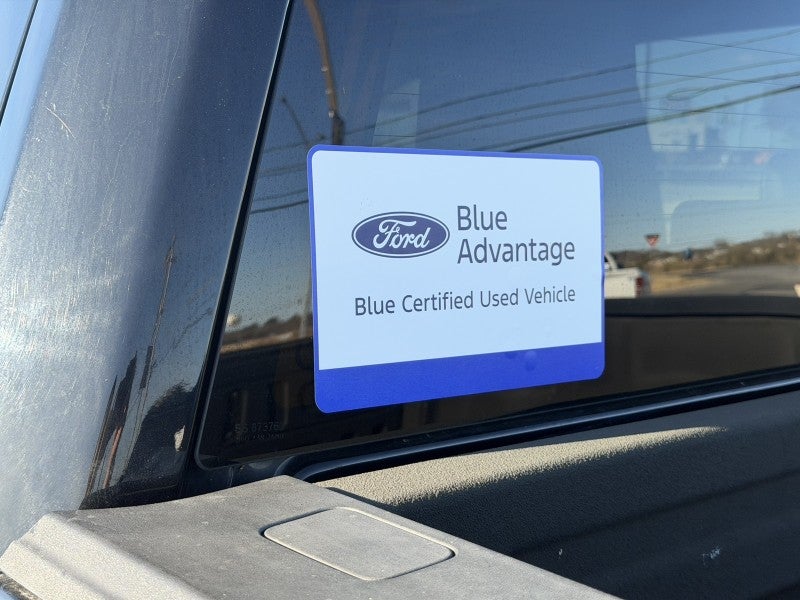 Ford
Blue
Advantage
Blue Certified Used Vehicle